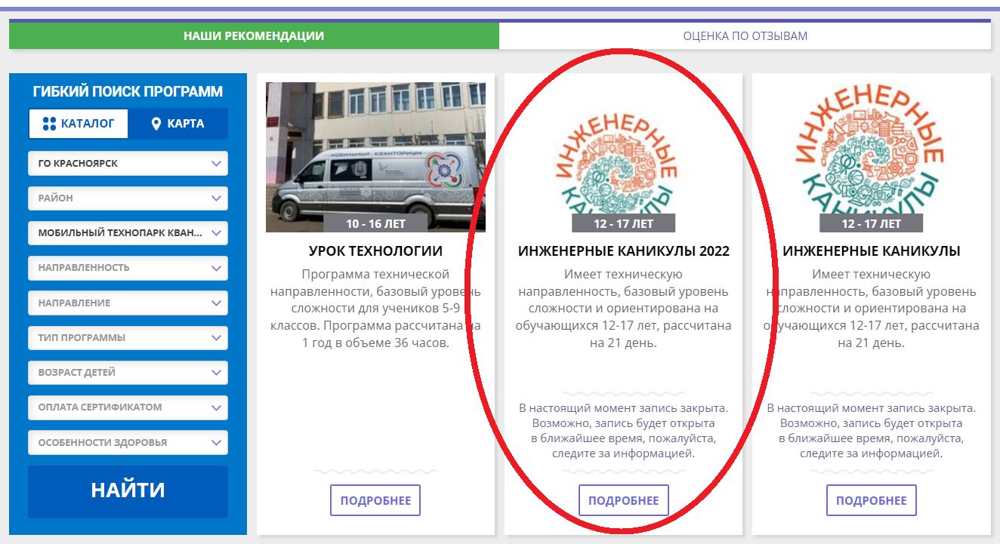 НАШИ РЕКОМЕНДАЦИИ
ОЦЕНКА ПО ОТЗЫВАМ
ГИБКИЙ ПОИСК ПРОГРАММ
КАТАЛОГ
КАРТА
ГО КРАСНОЯРСК
РАЙОН
МОБИЛЬНЫЙ ТЕХНОПАРК КВАН...
НАПРАВЛЕННОСТЬ
НАПРАВЛЕНИЕ
ТИП ПРОГРАММЫ
ВОЗРАСТ ДЕТЕЙ
ОПЛАТА СЕРТИФИКАТОМ
ОСОБЕННОСТИ ЗДОРОВЬЯ
НАЙТИ
МОБИЛЬНЫЙ КВАНТОРИУМ
10 - 16 ЛЕТ
УРОК ТЕХНОЛОГИИ
Программа технической
направленности, базовый уровень
сложности для учеников 5-9
классов. Программа рассчитана на
1 год в объеме 36 часов.
ПОДРОБНЕЕ
ИНЖЕНЕРНЫЕ
КАНИКУЛЫ
12 - 17 ЛЕТ
ИНЖЕНЕРНЫЕ КАНИКУЛЫ 2022
Имеет техническую
направленность, базовый уровень
сложности и ориентирована на
обучающихся 12-17 лет, рассчитана
на 21 день.
В настоящий момент запись закрыта.
Возможно, запись будет открыта
в ближайшее время, пожалуйста,
следите за информацией.
ПОДРОБНЕЕ
ИНЖЕНЕРНЫЕ
КАНИКУЛЫ
12 - 17 ЛЕТ
ИНЖЕНЕРНЫЕ КАНИКУЛЫ
Имеет техническую
направленность, базовый уровень
сложности и ориентирована на
обучающихся 12-17 лет, рассчитана
на 21 день.
В настоящий момент запись закрыта.
Возможно, запись будет открыта
в ближайшее время, пожалуйста,
следите за информацией.
ПОДРОБНЕЕ